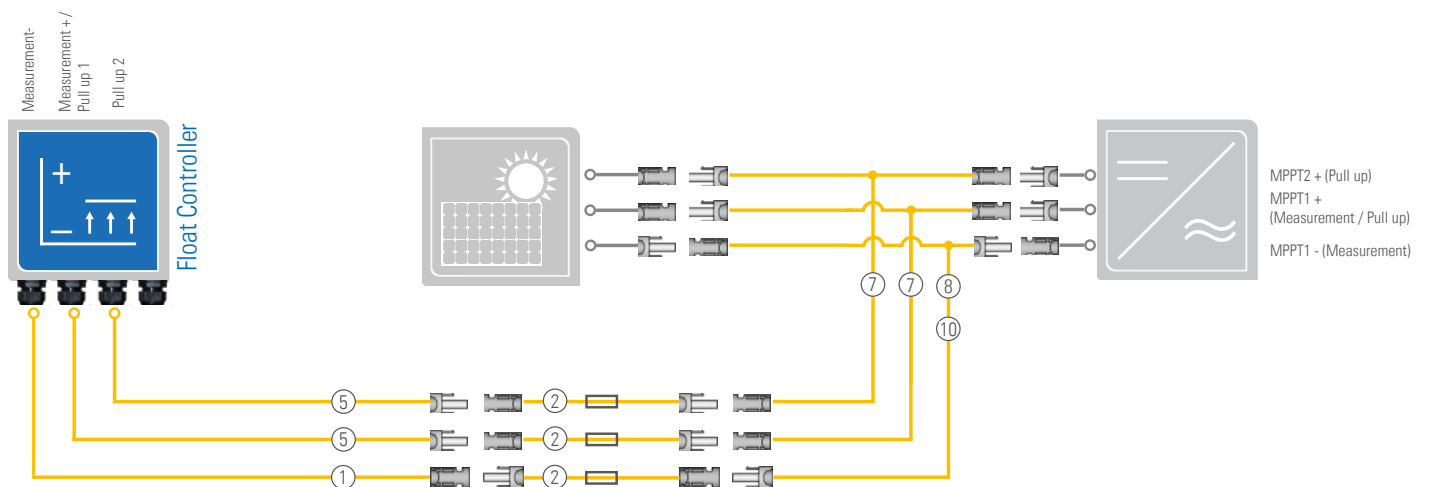 Measurement-
Measurement + /
Pull up 1
Pull up 2
Float Controller
MPPT2 + (Pull up)
MPPT1 +
(Measurement / Pull up)
MPPT1 - (Measurement)
7
7
8
10
5
2
5
2
1
2